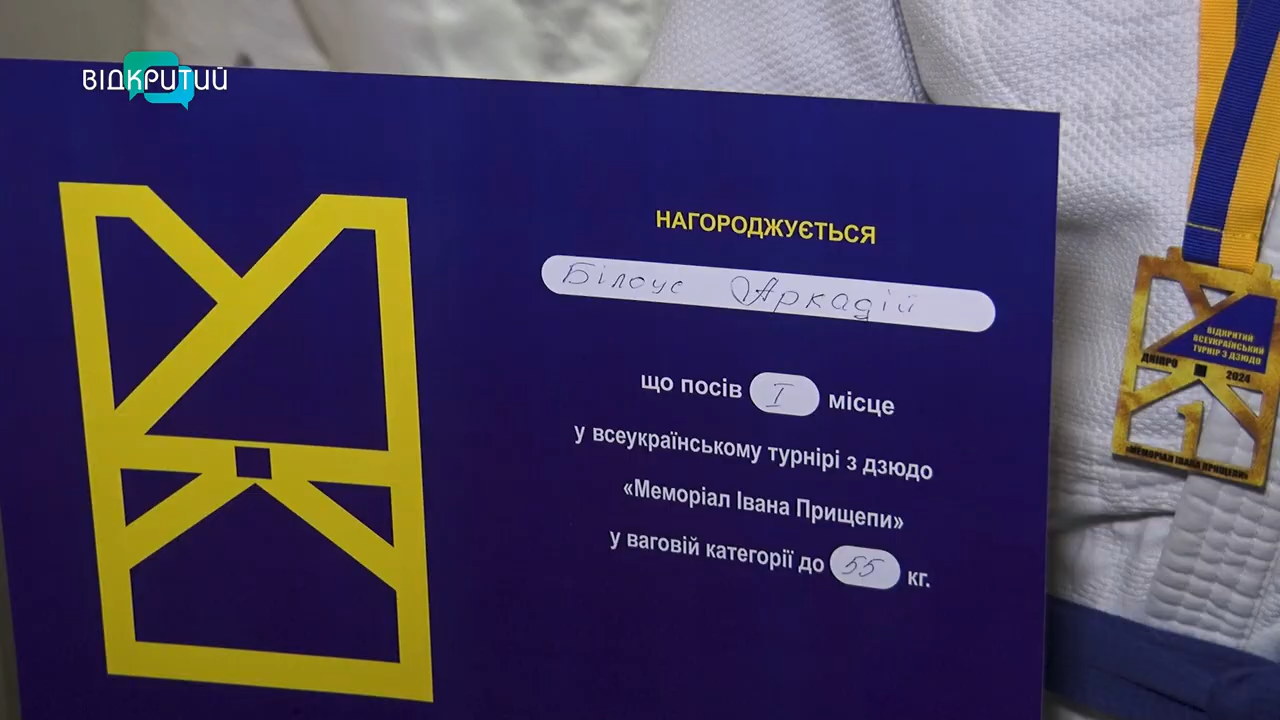 ВІДКРИТИЙ
НАГОРОДЖУЄТЬСЯ
Білоус Аркадій
що посів I місце
у всеукраїнському турнірі з дзюдо
«Меморіал Івана Прищепи»
у ваговій категорії до 55 кг.
ВІДКРИТИЙ
ВСЕУКРАЇНСЬКИЙ
ТУРНІР З ДЗЮДО
ДНІПРО 2024
1
«МЕМОРІАЛ ІВАНА ПРИЩЕПИ»